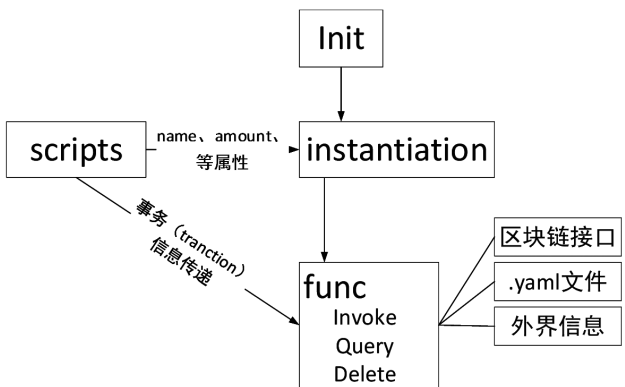 Init
scripts
name、amount、
等属性
instantiation
事务（tranction）
信息传递
func
Invoke
Query
Delete
区块链接口
.yaml文件
外界信息